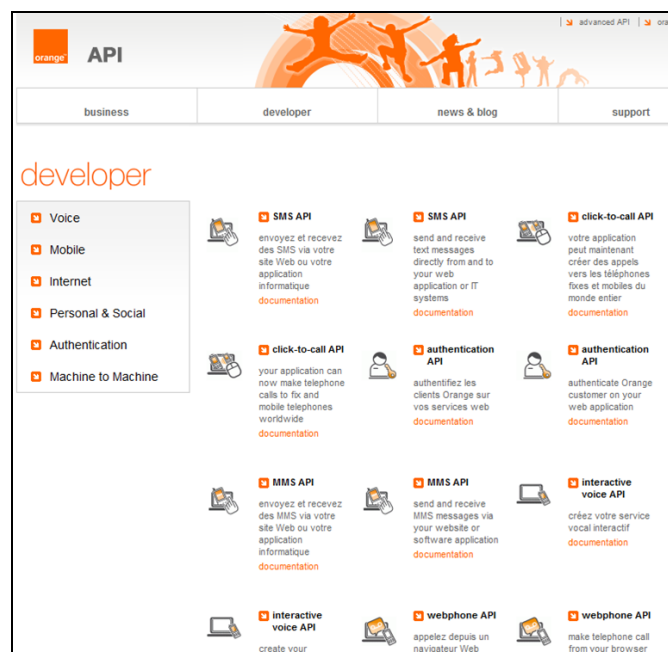 advanced API
orange
API
business
developer
news & blog
support
developer
Voice
Mobile
Internet
Personal & Social
Authentication
Machine to Machine
SMS API
envoyez et recevez
des SMS via votre
site Web ou votre
application
informatique
documentation
SMS API
send and receive
text messages
directly from and to
your web
application or IT
systems
documentation
click-to-call API
votre application
peut maintenant
créer des appels
vers les téléphones
fixes et mobiles du
monde entier
documentation
click-to-call API
your application can
now make telephone
calls to fix and
mobile telephones
worldwide
documentation
authentication
API
authentifiez les
clients Orange sur
vos services web
documentation
authentication
API
authenticate Orange
customer on your
web application
documentation
MMS API
envoyez et recevez
des MMS via votre
site Web ou votre
application
informatique
documentation
MMS API
send and receive
MMS messages via
your website or
software application
documentation
interactive
voice API
créez votre service
vocal interactif
documentation
interactive
voice API
create your
webphone API
appelez depuis un
navigateur Web
webphone API
make telephone call
from your browser